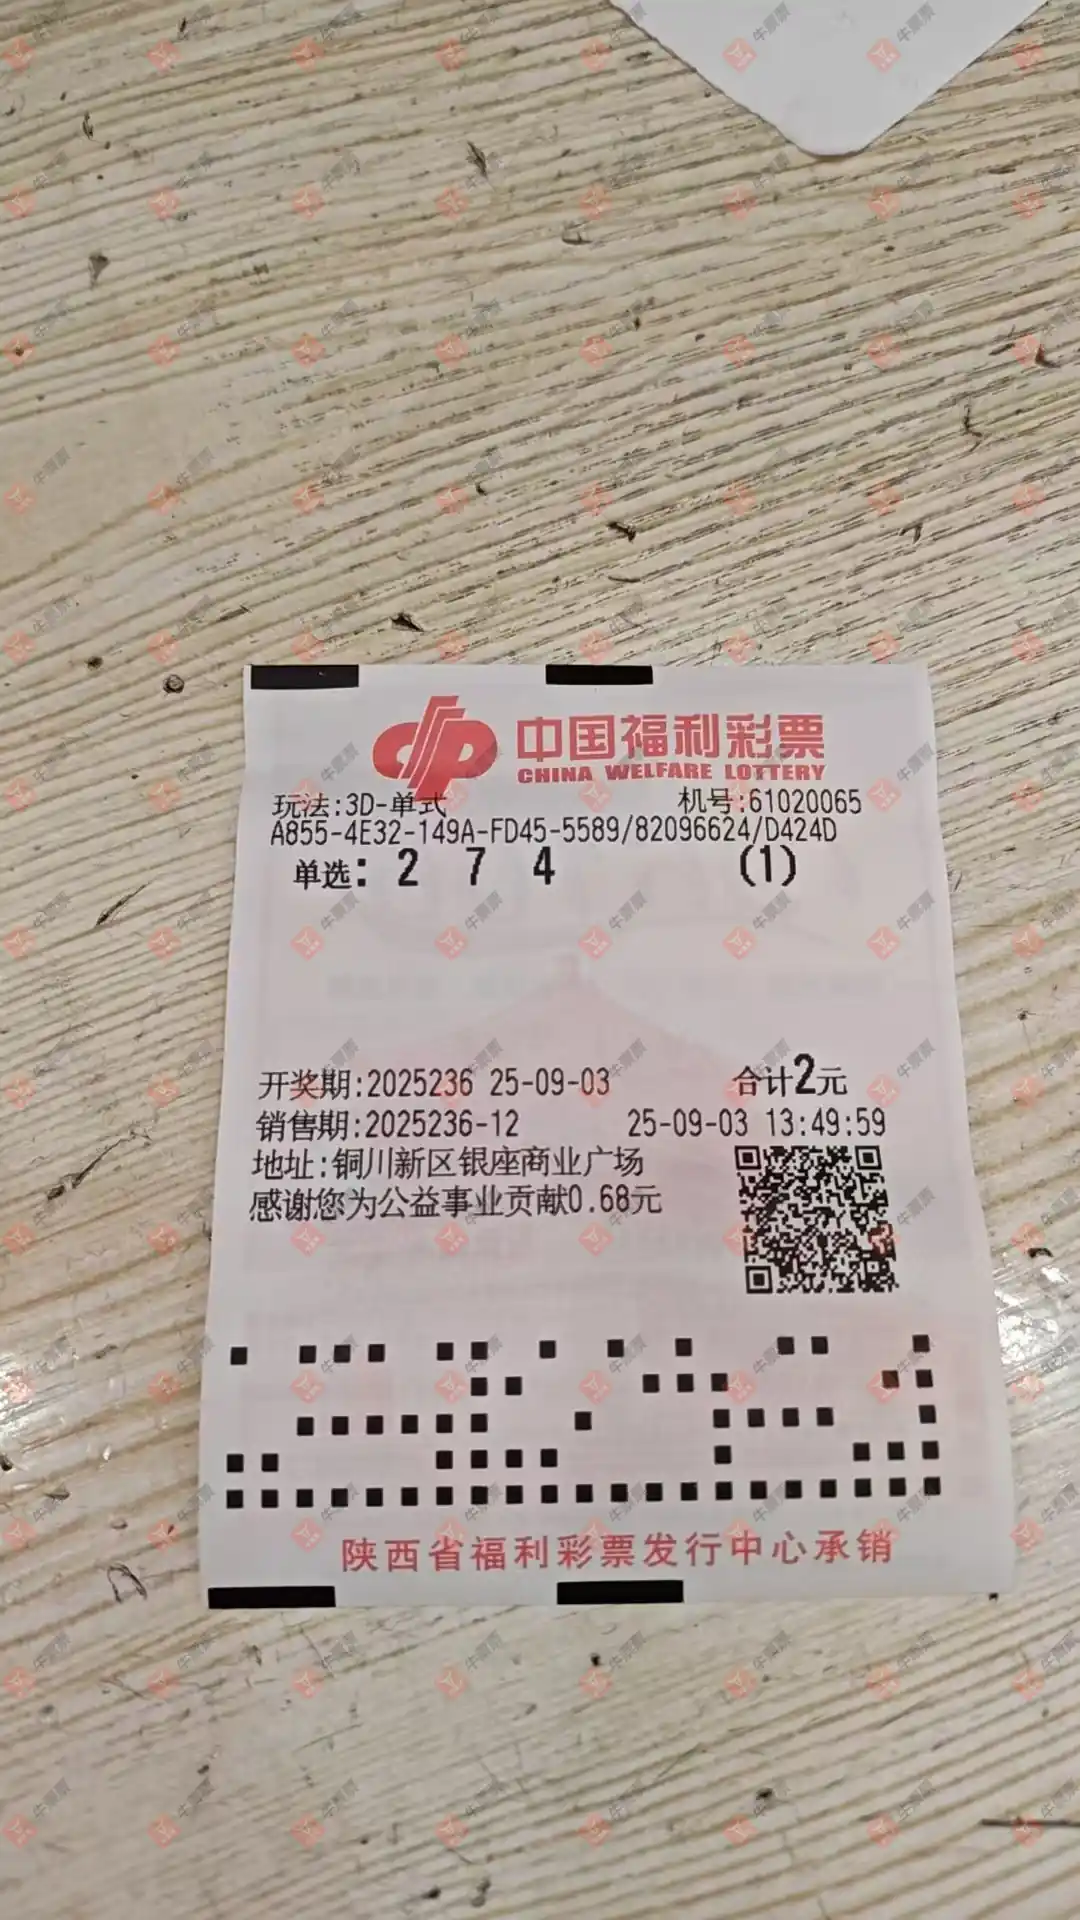 中国福利彩票
CHINA WELFARE LOTTERY
玩法:3D-单式 机号:61020065
A855-4E32-149A-FD45-5589/82096624/D424D
单选: 2 7 4 (1)
开奖期:2025236 25-09-03 合计2元
销售期:2025236-12 25-09-03 13:49:59
地址:铜川新区银座商业广场
感谢您为公益事业贡献0.68元
陕西省福利彩票发行中心承销